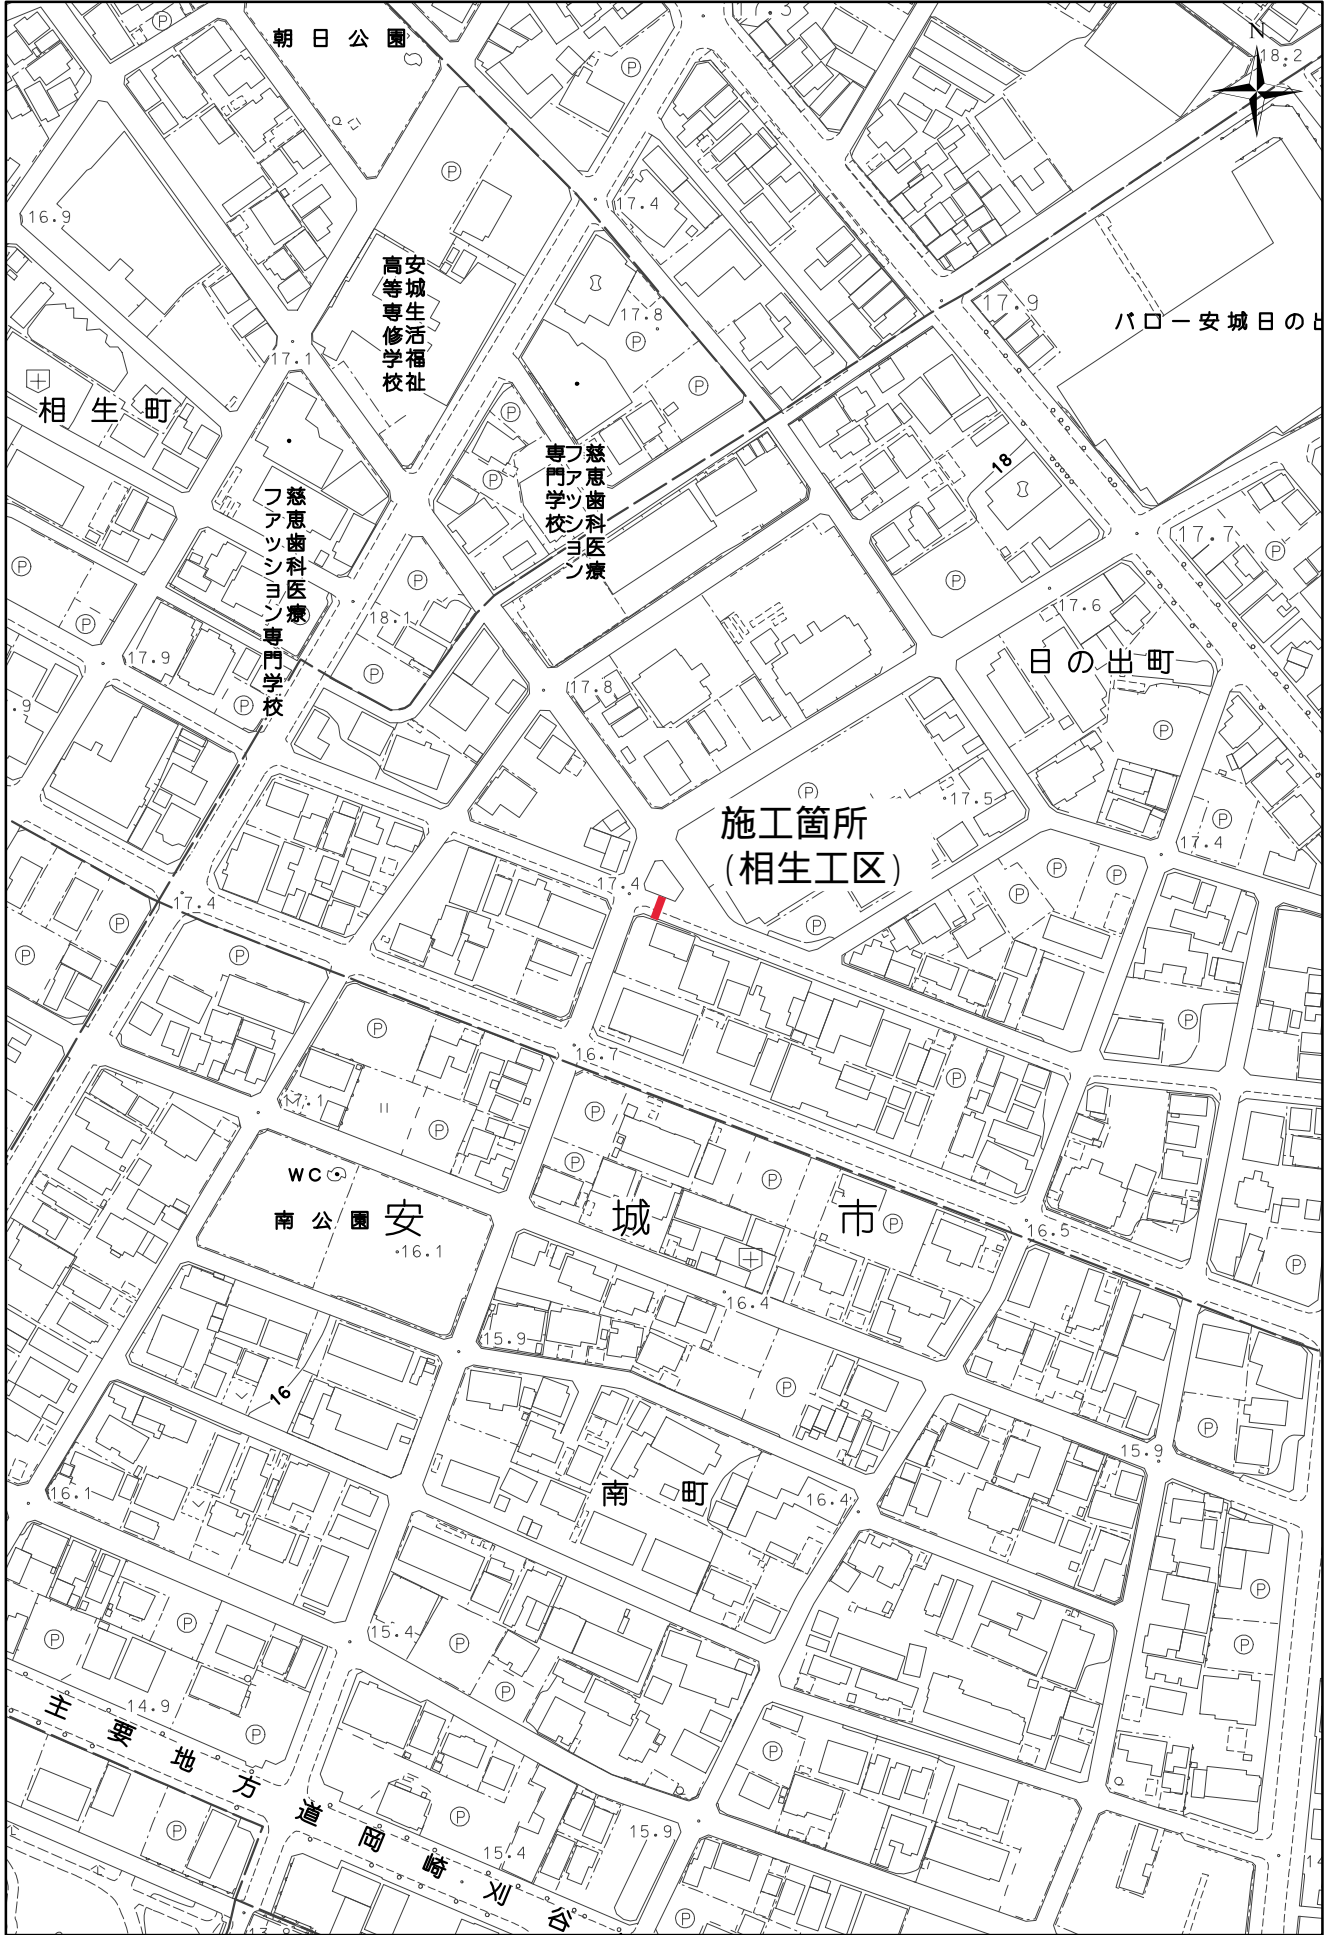 17.3
朝日公園
N
18.2
16.9
17.4
安城生活福祉
高等専修学校
17.9
17.8
バロー安城日の出
17.1
相生町
慈恵歯科医療
ファッション
専門学校
18
慈恵歯科医療
ファッション専門学校
17.7
18.1
17.6
17.9
日の出町
17.8
.9
17.5
施工箇所
(相生工区)
17.4
17.4
17.4
16.7
17.1
WC
南公園
安城市
16.1
16.5
16.4
15.9
16
15.9
南町
16.1
16.4
15.4
14.9
主要地方道岡崎刈谷
15.9
15.4
14
13.8